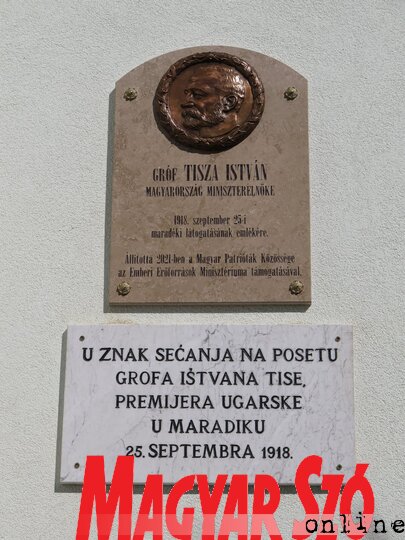 GRÓF TISZA ISTVÁN
MAGYARORSZÁG MINISZTERELNÖKE
1918. szeptember 25-i
maradéki látogatásának emlékére.
Állította 2021-ben a Magyar Patrióták Közössége
az Emberi Erőforrások Minisztériuma támogatásával.
U ZNAK SEĆANJA NA POSETU
GROFA IŠTVANA TISE,
PREMIJERA UGARSKE
U MARADIKU
25. SEPTEMBRA 1918.
MAGYAR SZÓ
online